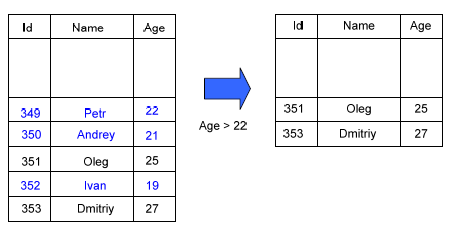 Id Name Age
349 Petr 22
350 Andrey 21
351 Oleg 25
352 Ivan 19
353 Dmitriy 27
Age > 22
Id Name Age
351 Oleg 25
353 Dmitriy 27